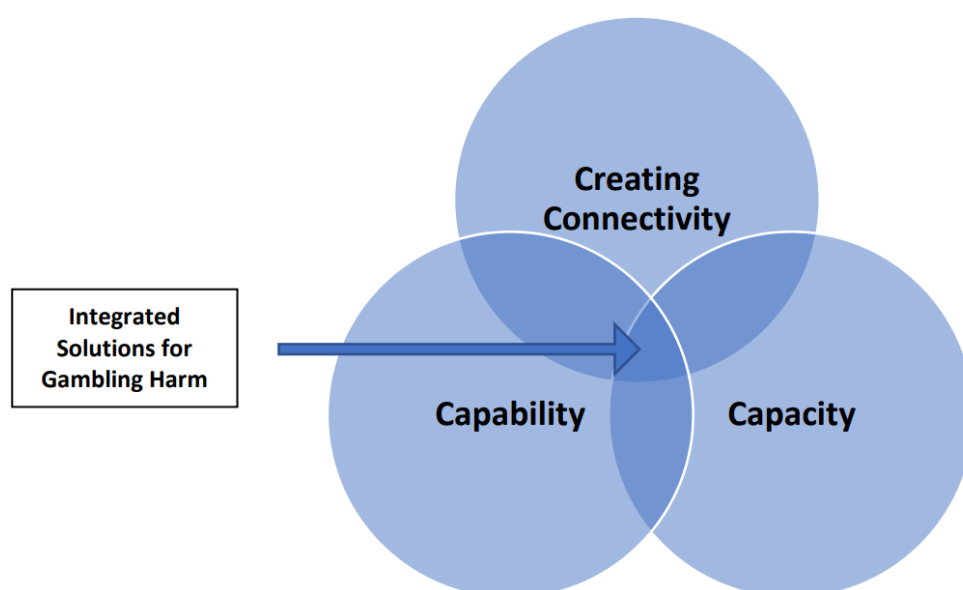 Creating
Connectivity
Integrated
Solutions for
Gambling Harm
Capability
Capacity